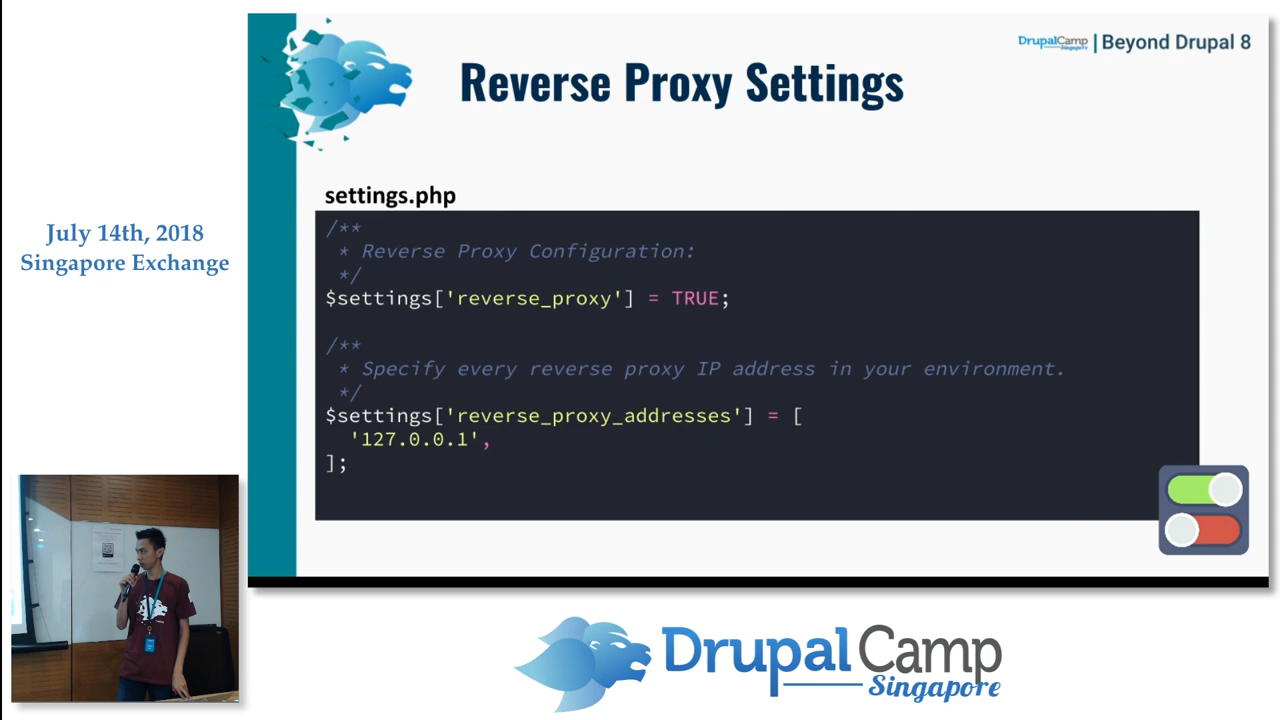 DrupalCamp Singapore | Beyond Drupal 8
Reverse Proxy Settings
settings.php
/**
* Reverse Proxy Configuration:
*/
$settings['reverse_proxy'] = TRUE;
/**
* Specify every reverse proxy IP address in your environment.
*/
$settings['reverse_proxy_addresses'] = [
'127.0.0.1',
];
July 14th, 2018
Singapore Exchange
DrupalCamp
Singapore